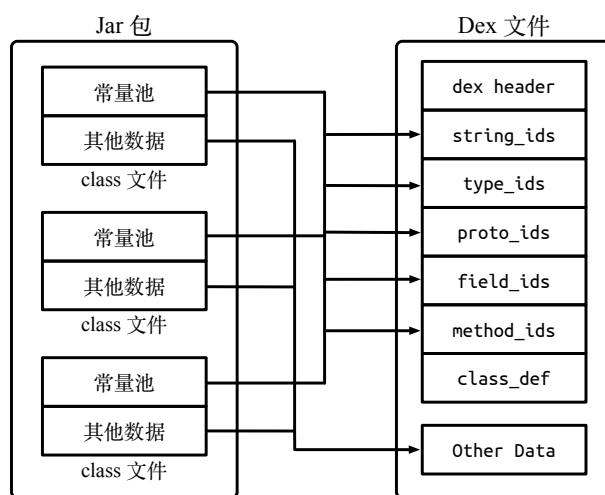 Jar 包
常量池
其他数据
class 文件
常量池
其他数据
class 文件
常量池
其他数据
class 文件
Dex 文件
dex header
string_ids
type_ids
proto_ids
field_ids
method_ids
class_def
Other Data